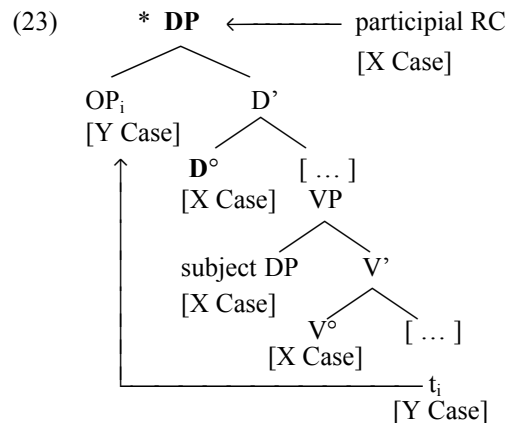 (23) * DP participial RC
[X Case]
OPi D’
[Y Case]
D° [ … ]
[X Case] VP
subject DP V’
[X Case]
V° [ … ]
[X Case]
ti
[Y Case]